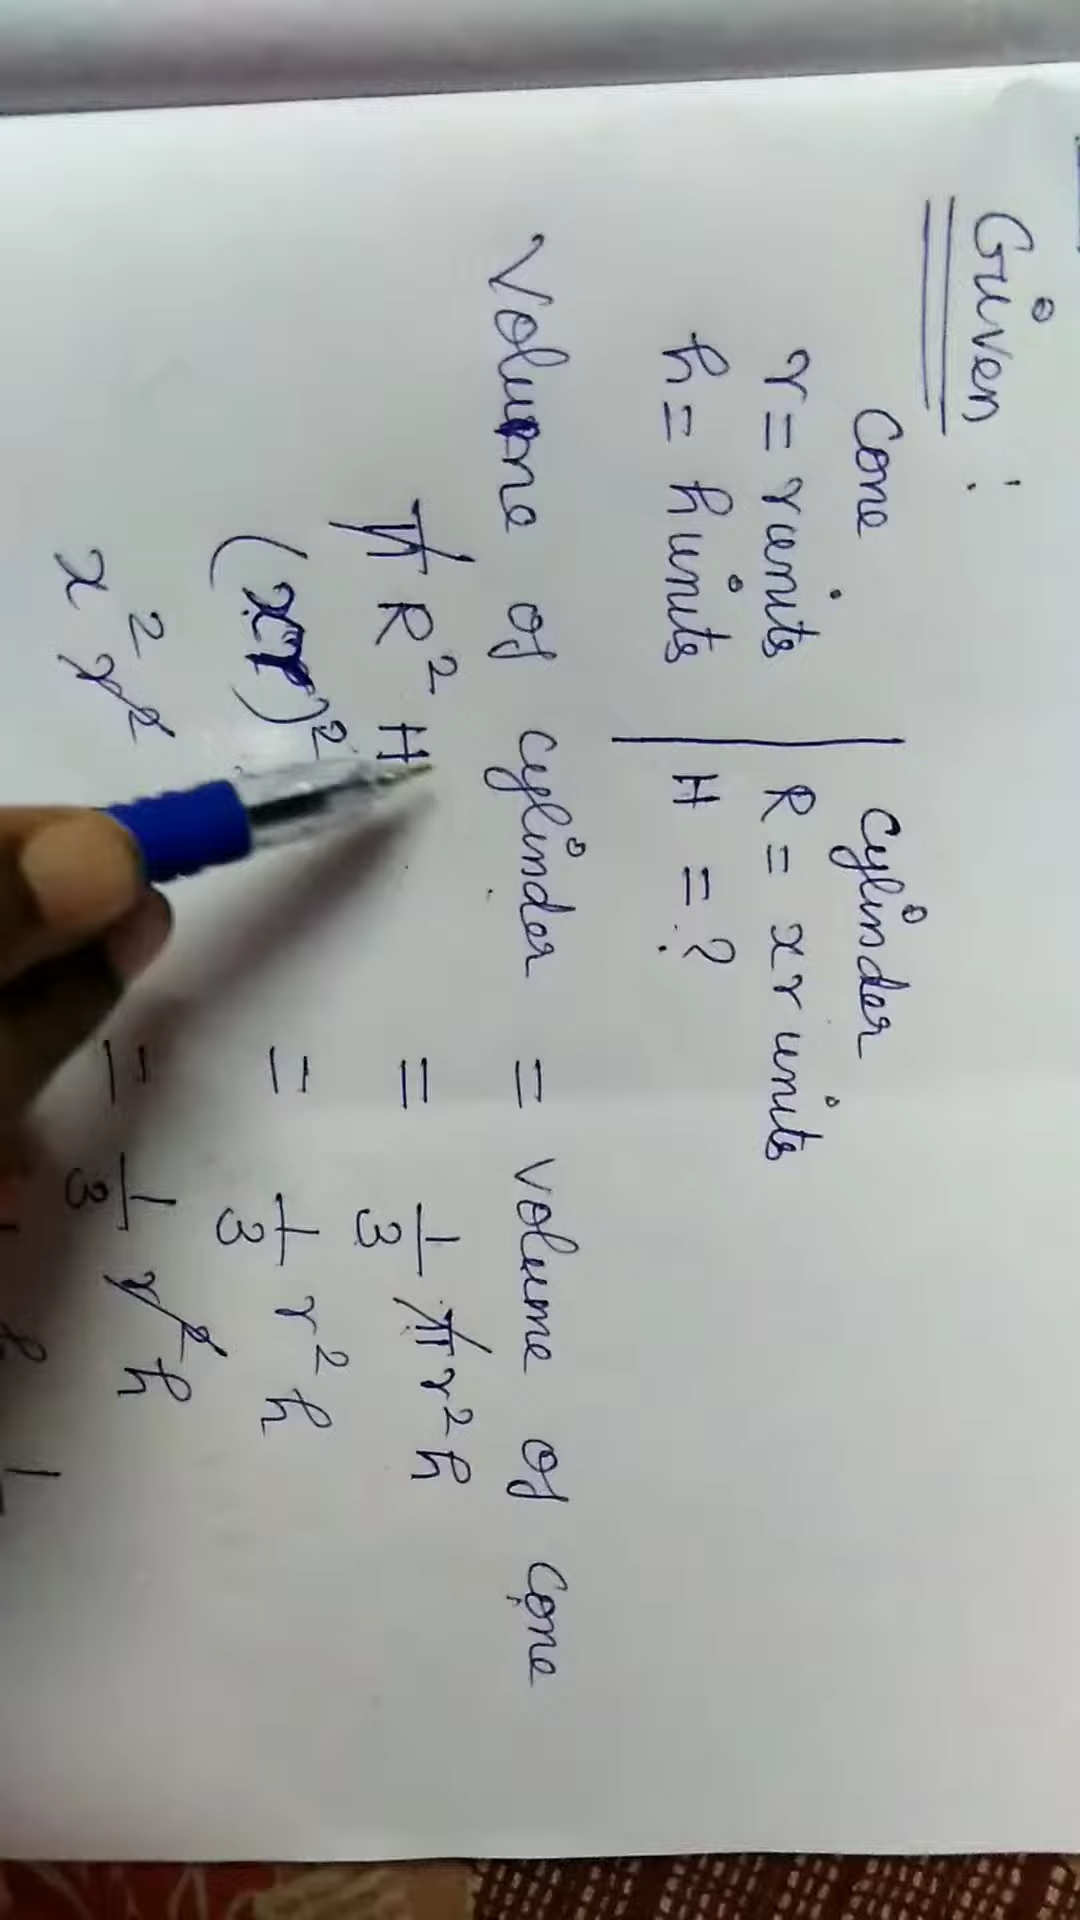 Given :
Cone | Cylinder
r = r units | R = xr units
h = h units | H = ?
Volume of Cylinder = Volume of Cone
π R² H = 1/3 π r² h
(xr)² = 1/3 r² h
x² r² = 1/3 r² h